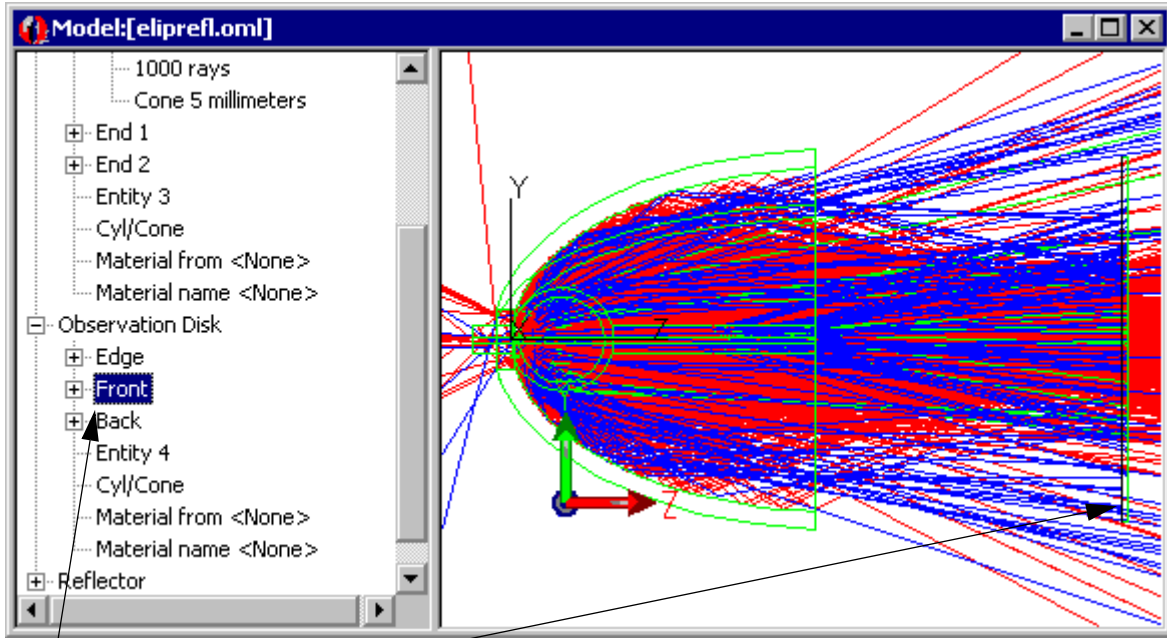 Model:[eliprefl.oml]
1000 rays
Cone 5 millimeters
End 1
End 2
Entity 3
Cyl/Cone
Material from <None>
Material name <None>
Observation Disk
Edge
Front
Back
Entity 4
Cyl/Cone
Material from <None>
Material name <None>
Reflector
Y
X
Z
Y
Z